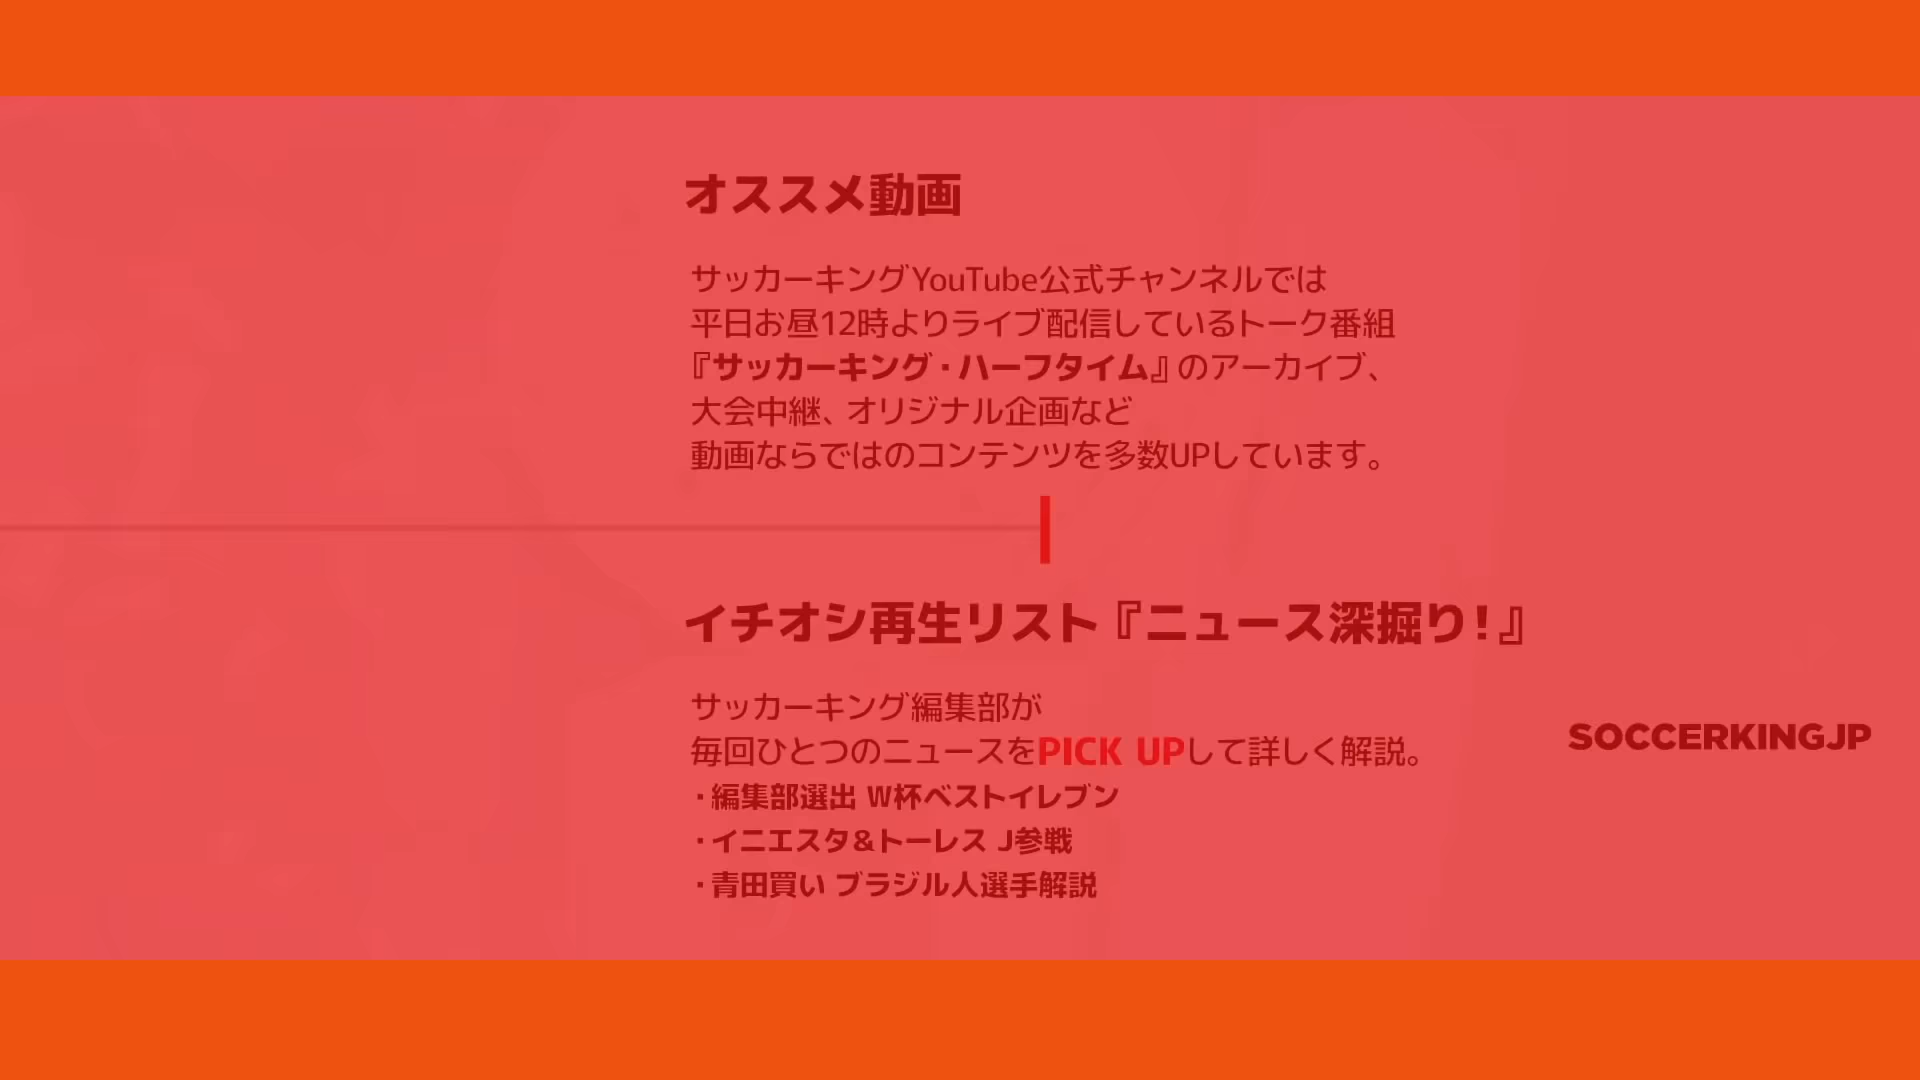 オススメ動画
サッカーキングYouTube公式チャンネルでは
平日お昼12時よりライブ配信しているトーク番組
『サッカーキング・ハーフタイム』のアーカイブ、
大会中継、オリジナル企画など
動画ならではのコンテンツを多数UPしています。
イチオシ再生リスト『ニュース深掘り!』
サッカーキング編集部が
毎回ひとつのニュースをPICK UPして詳しく解説。
・編集部選出 W杯ベストイレブン
・イニエスタ&トーレス J参戦
・青田買い ブラジル人選手解説
SOCCERKINGJP